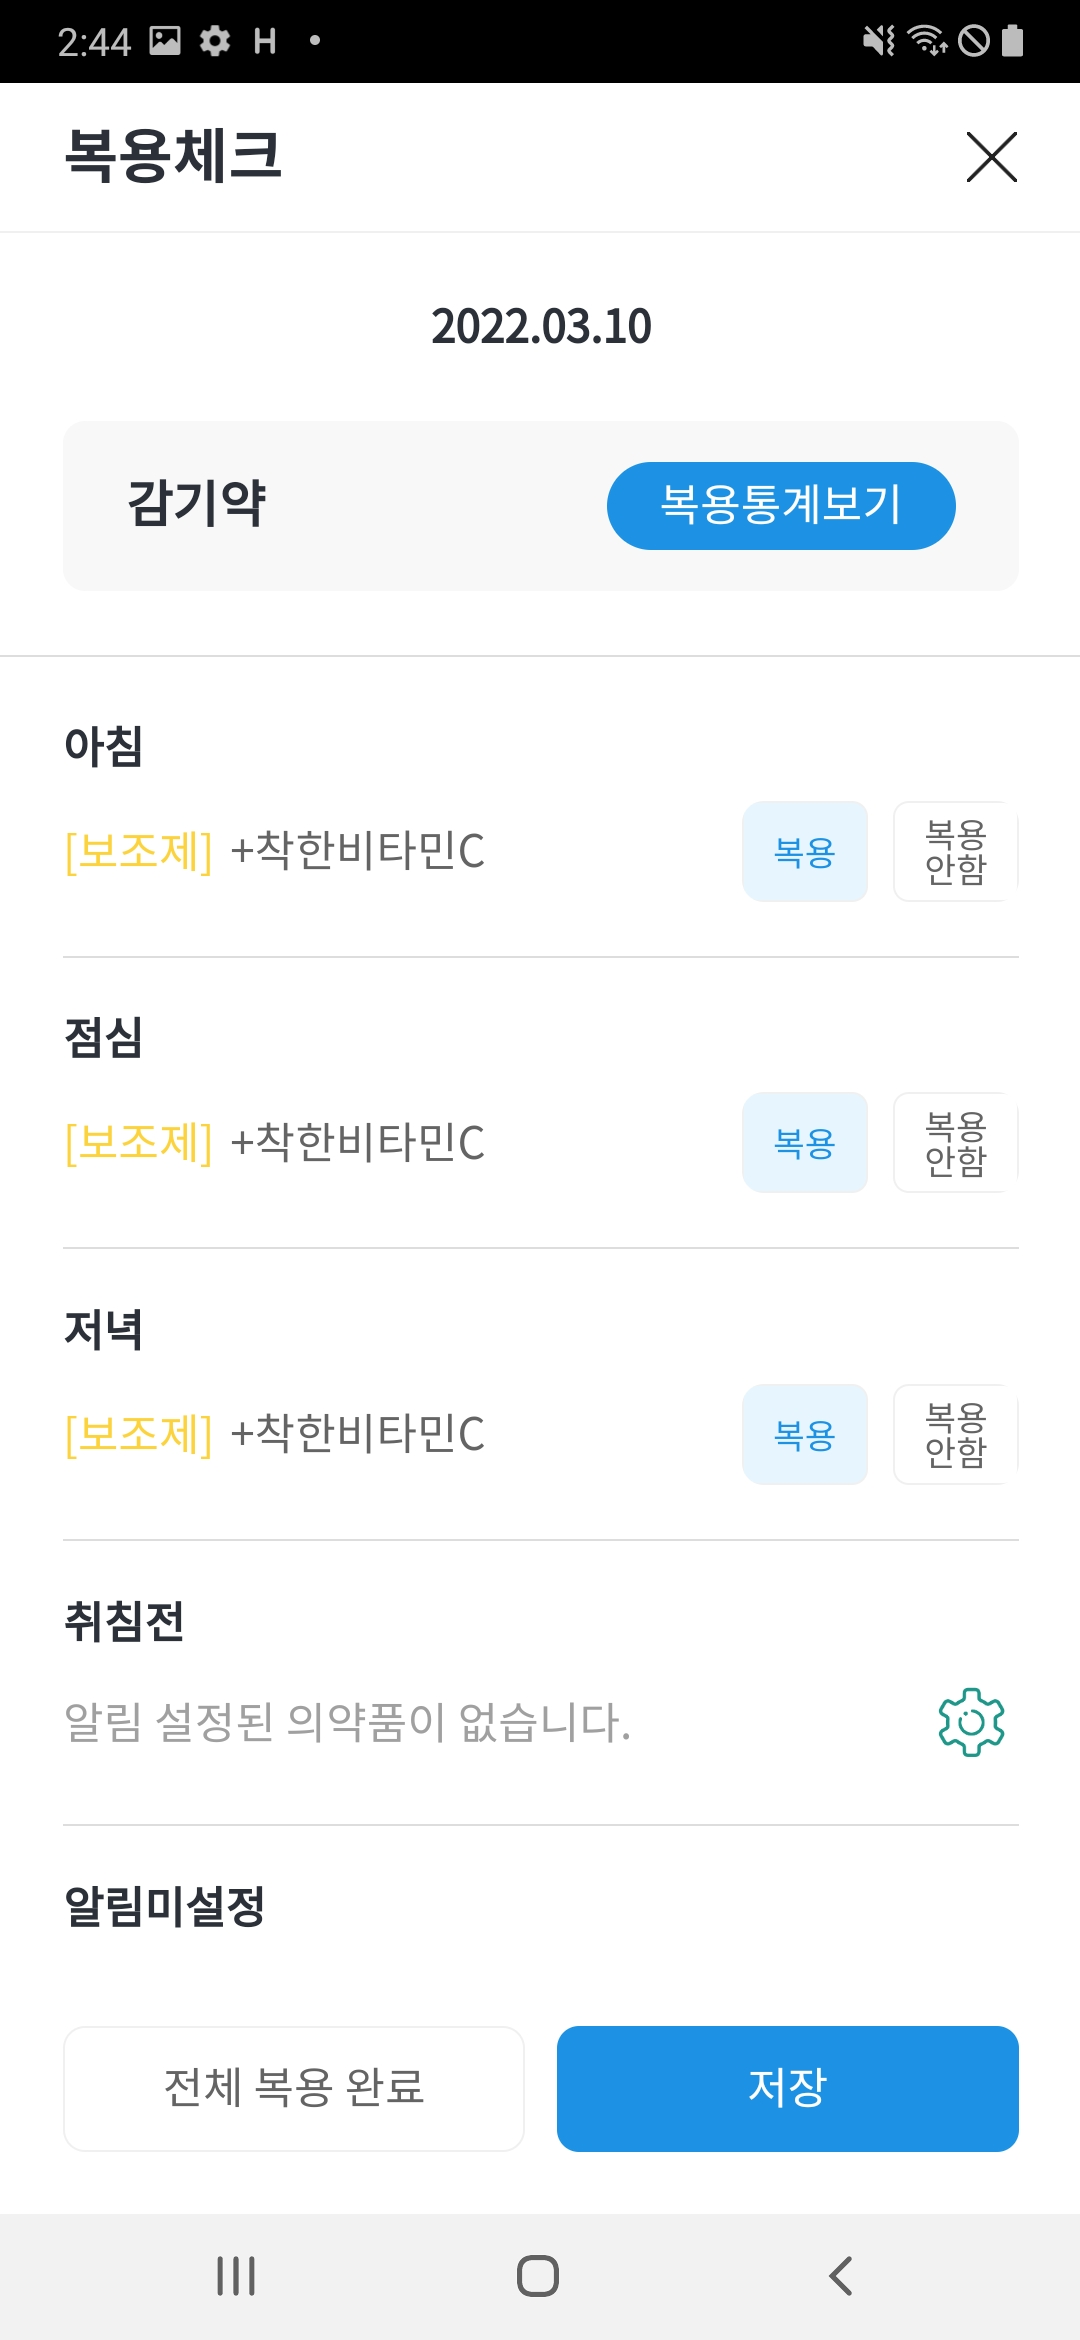 2:44
복용체크
2022.03.10
감기약
복용통계보기
아침
[보조제] +착한비타민C
복용
복용
안함
점심
[보조제] +착한비타민C
복용
복용
안함
저녁
[보조제] +착한비타민C
복용
복용
안함
취침전
알림 설정된 의약품이 없습니다.
알림미설정
전체 복용 완료
저장